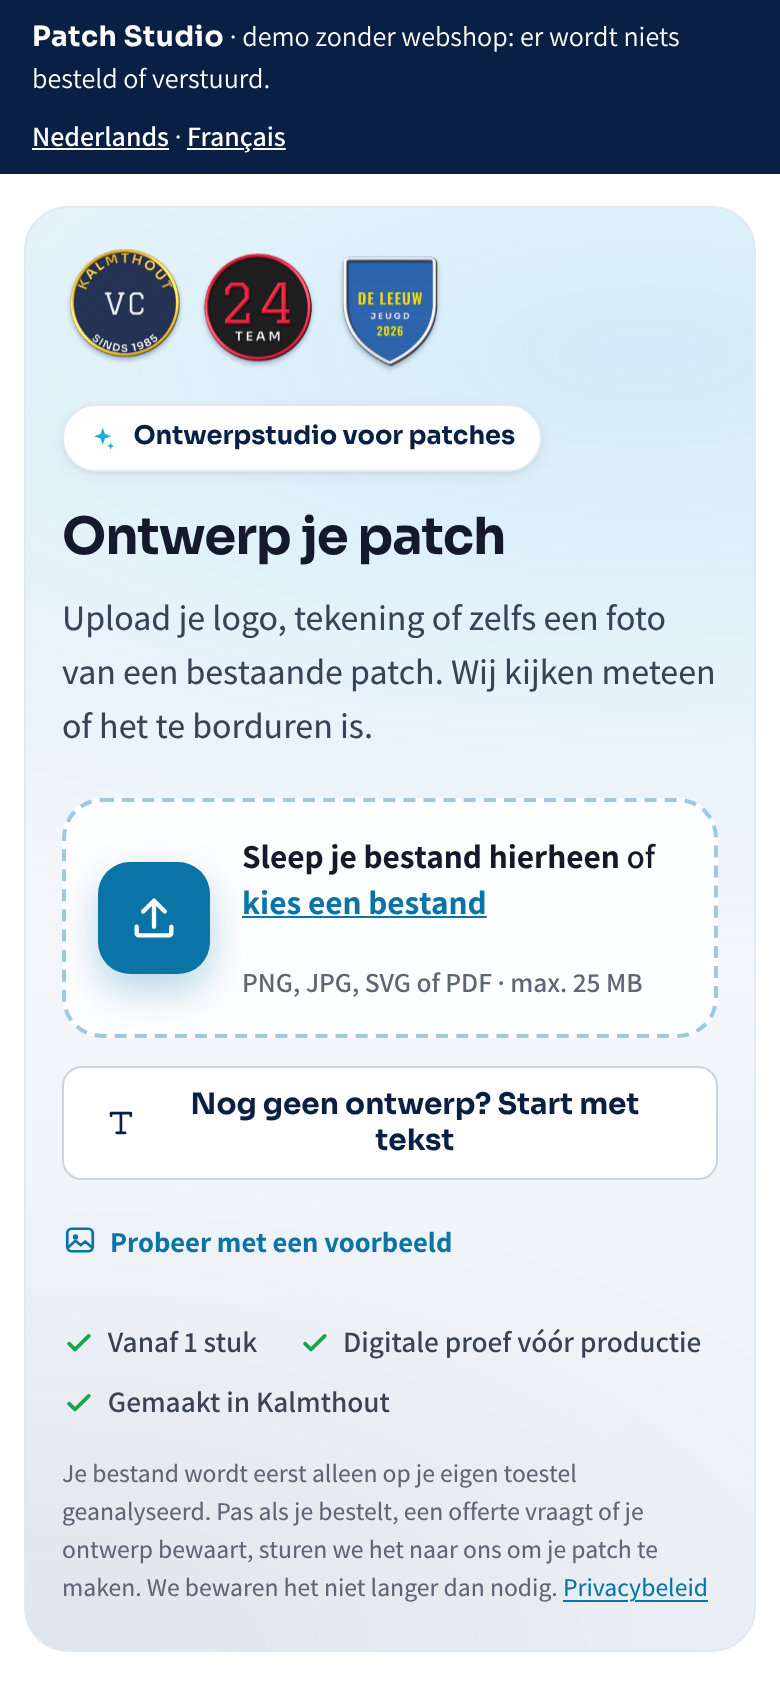 Patch Studio · demo zonder webshop: er wordt niets
besteld of verstuurd.
Nederlands · Français
KALMTHOUT
VC
SINDS 1985
24
TEAM
DE LEEUW
JEUGD
2026
Ontwerpstudio voor patches
Ontwerp je patch
Upload je logo, tekening of zelfs een foto
van een bestaande patch. Wij kijken meteen
of het te borduren is.
Sleep je bestand hierheen of
kies een bestand
PNG, JPG, SVG of PDF · max. 25 MB
Nog geen ontwerp? Start met
tekst
Probeer met een voorbeeld
Vanaf 1 stuk Digitale proef vóór productie
Gemaakt in Kalmthout
Je bestand wordt eerst alleen op je eigen toestel
geanalyseerd. Pas als je bestelt, een offerte vraagt of je
ontwerp bewaart, sturen we het naar ons om je patch te
maken. We bewaren het niet langer dan nodig. Privacybeleid